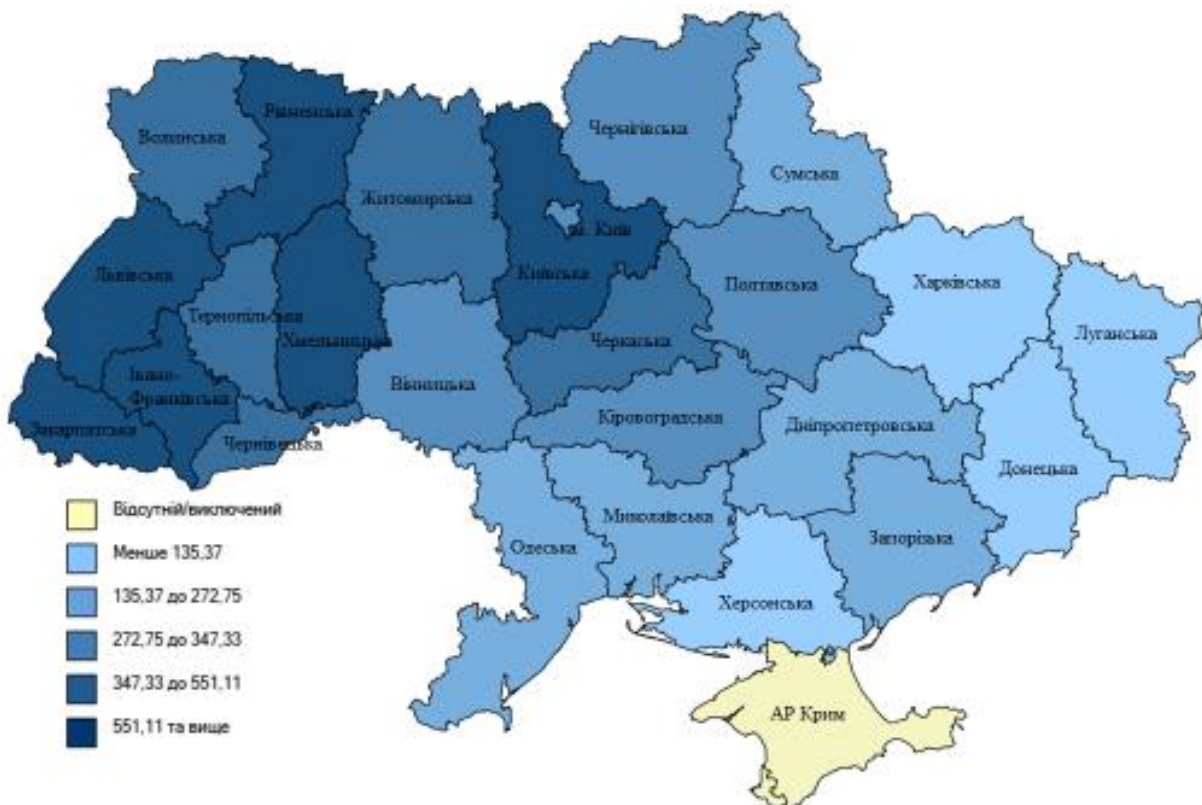 Рівненська
Волинська
Чернігівська
Сумська
Житомирська
м. Київ
Львівська
Київська
Полтавська
Харківська
Тернопільська
Хмельницька
Черкаська
Луганська
Івано-
Франківська
Вінницька
Закарпатська
Чернівецька
Кіровоградська
Дніпропетровська
Донецька
Миколаївська
Одеська
Запорізька
Херсонська
АР Крим
Відсутній/виключений
Менше 135,37
135,37 до 272,75
272,75 до 347,33
347,33 до 551,11
551,11 та вище